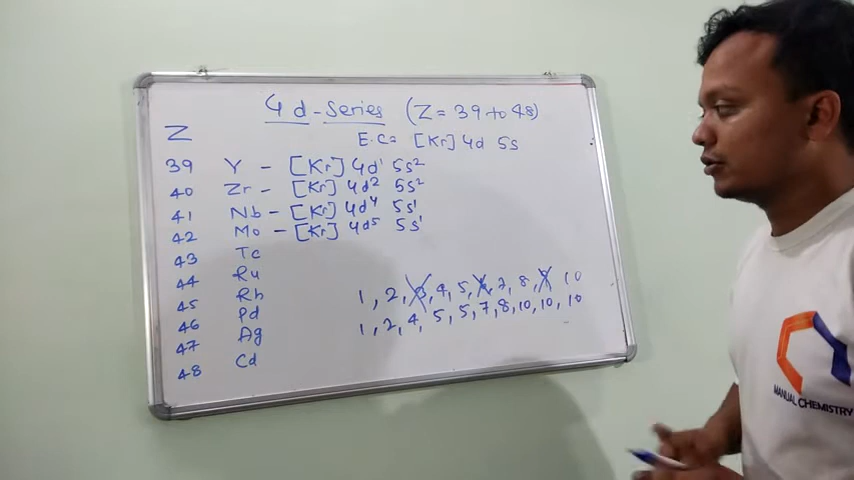 4d-Series (Z = 39 to 48)
Z
E.C= [Kr] 4d 5s
39 Y - [Kr] 4d¹ 5s²
40 Zr - [Kr] 4d² 5s²
41 Nb - [Kr] 4d⁴ 5s¹
42 Mo - [Kr] 4d⁵ 5s¹
43 Tc
44 Ru
45 Rh
46 Pd
47 Ag
48 Cd
1, 2, 3, 4, 5, 6, 7, 8, 9, 10
1, 2, 4, 5, 5, 7, 8, 10, 10, 10
MANUAL CHEMISTRY